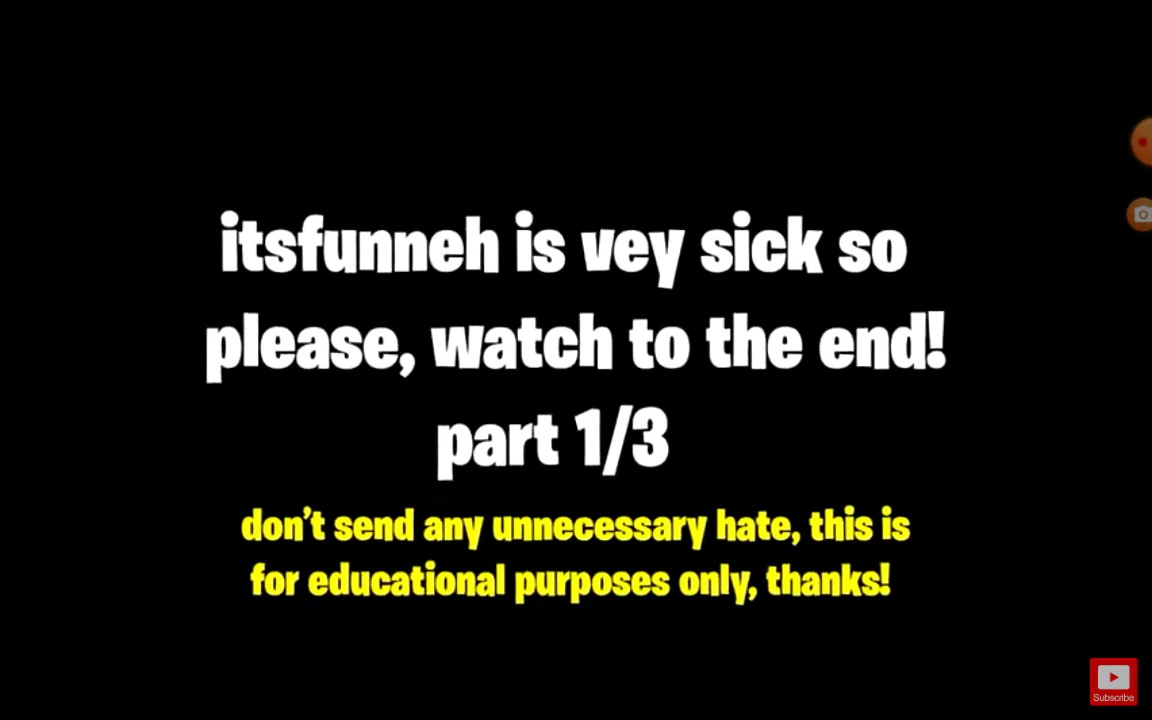 itsfunneh is vey sick so
please, watch to the end!
part 1/3
don't send any unnecessary hate, this is
for educational purposes only, thanks!
Subscribe